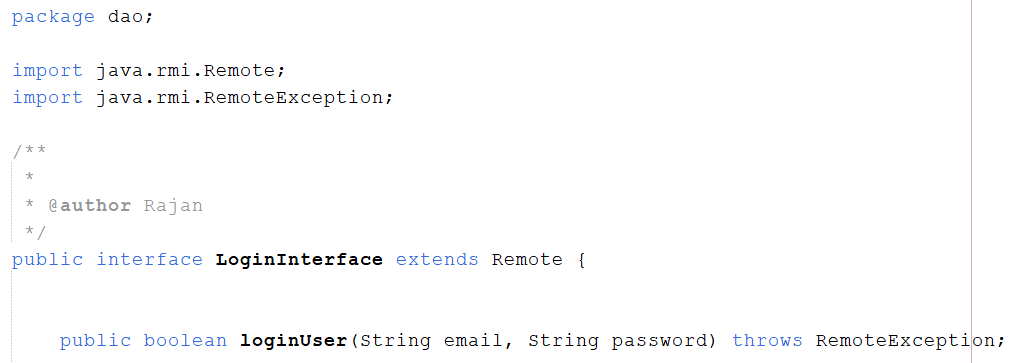 package dao;
import java.rmi.Remote;
import java.rmi.RemoteException;
/**
*
* @author Rajan
*/
public interface LoginInterface extends Remote {
public boolean loginUser(String email, String password) throws RemoteException;